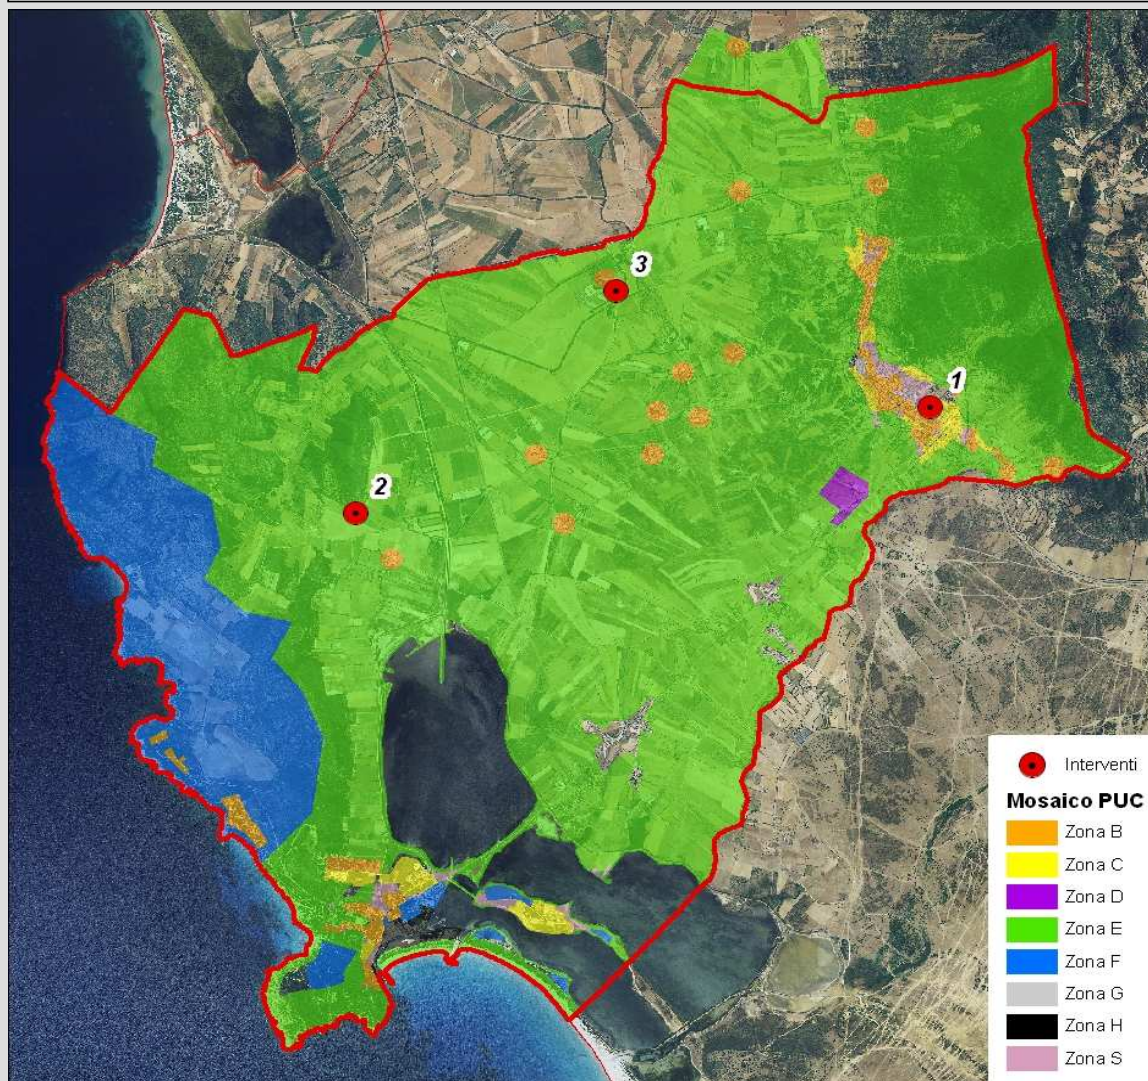 3
1
2
Interventi
Mosaico PUC
Zona B
Zona C
Zona D
Zona E
Zona F
Zona G
Zona H
Zona S